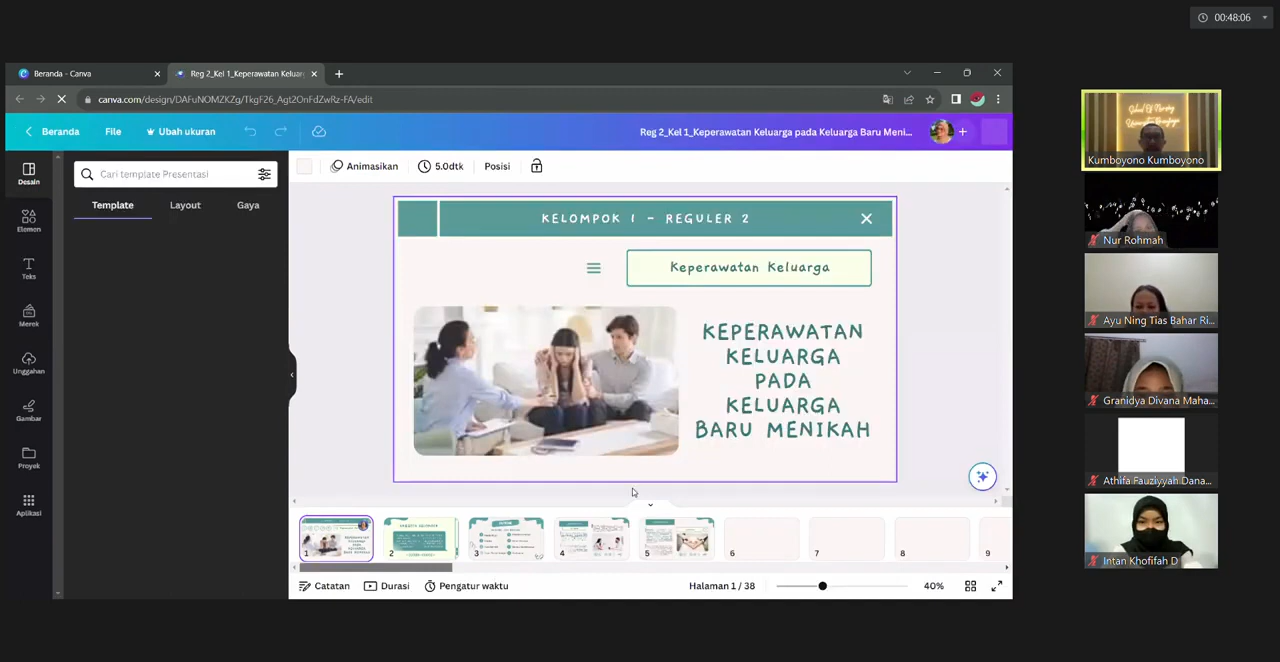 00:48:06
Beranda - Canva
Reg 2_Kel 1_Keperawatan Keluar
canva.com/design/DAFuNOMZKZg/TkgF26_Agt2OnFdZwRz-FA/edit
Beranda
File
Ubah ukuran
Reg 2_Kel 1_Keperawatan Keluarga pada Keluarga Baru Meni...
Desain
Elemen
Teks
Merek
Unggahan
Gambar
Proyek
Aplikasi
Cari template Presentasi
Template
Layout
Gaya
Animasikan
5.0dtk
Posisi
KELOMPOK 1 - REGULER 2
Keperawatan Keluarga
KEPERAWATAN
KELUARGA
PADA
KELUARGA
BARU MENIKAH
1
2
3
4
5
6
7
8
9
Catatan
Durasi
Pengatur waktu
Halaman 1 / 38
40%
School Of Nursing
Kumboyono Kumboyono
Nur Rohmah
Ayu Ning Tias Bahar Ri...
Granidya Divana Maha...
Athifa Fauziyyah Dana...
Intan Khofifah D